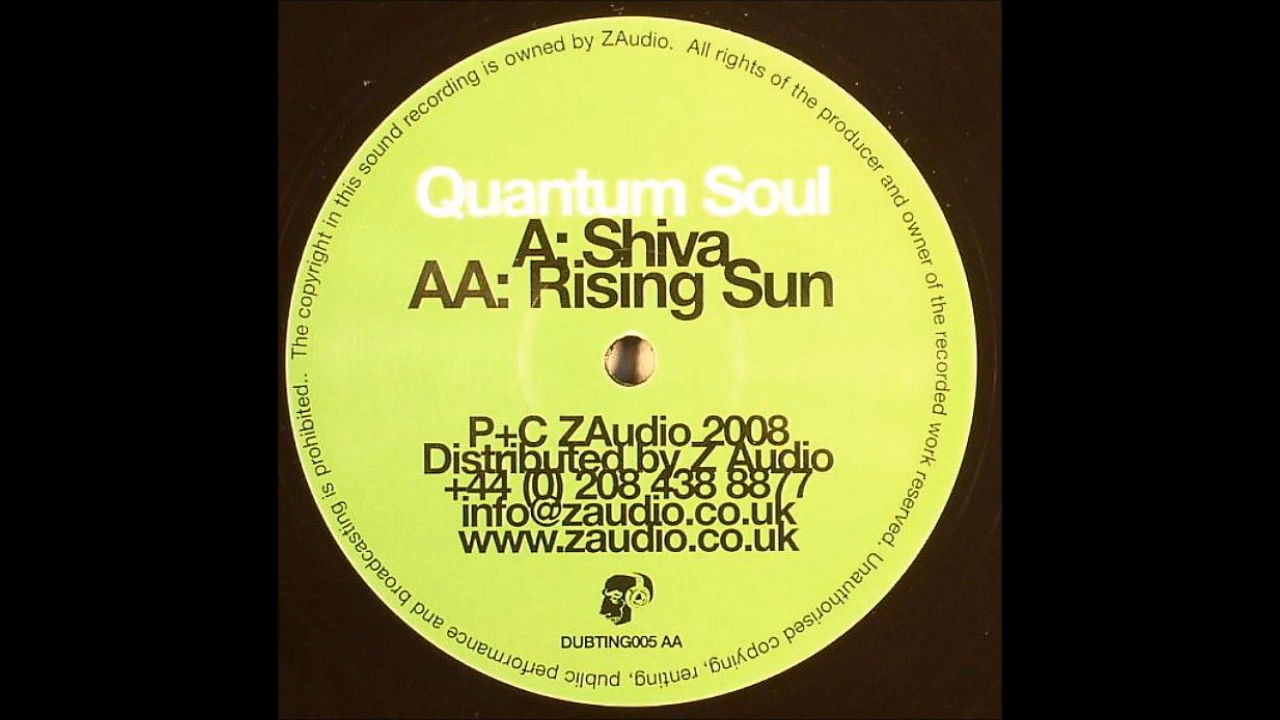 The copyright in this sound recording is owned by ZAudio. All rights of the producer and owner of the recorded work reserved. Unauthorised copying, renting, public performance and broadcasting is prohibited..
Quantum Soul
A: Shiva
AA: Rising Sun
P+C ZAudio 2008
Distributed by Z Audio
+44 (0) 208 438 8877
info@zaudio.co.uk
www.zaudio.co.uk
DUBTING005 AA